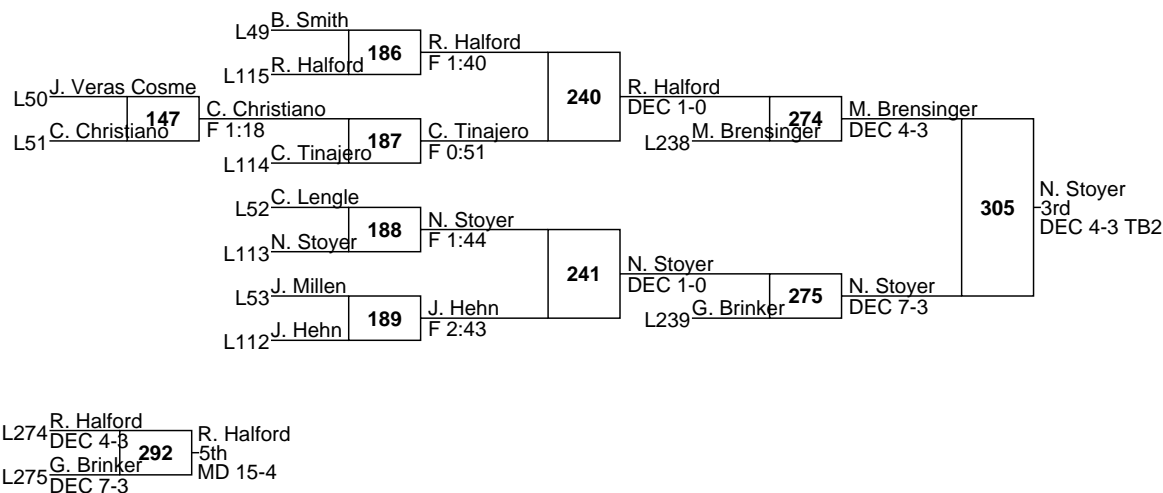 B. Smith
L49
186
R. Halford
F 1:40
R. Halford
L115
J. Veras Cosme
L50
147
C. Christiano
F 1:18
C. Christiano
L51
240
R. Halford
DEC 1-0
187
C. Tinajero
F 0:51
C. Tinajero
L114
274
M. Brensinger
DEC 4-3
M. Brensinger
L238
C. Lengle
L52
188
N. Stoyer
F 1:44
N. Stoyer
L113
305
N. Stoyer
3rd
DEC 4-3 TB2
241
N. Stoyer
DEC 1-0
J. Millen
L53
189
J. Hehn
F 2:43
J. Hehn
L112
275
N. Stoyer
DEC 7-3
G. Brinker
L239
R. Halford
L274
DEC 4-3
292
R. Halford
5th
MD 15-4
G. Brinker
L275
DEC 7-3